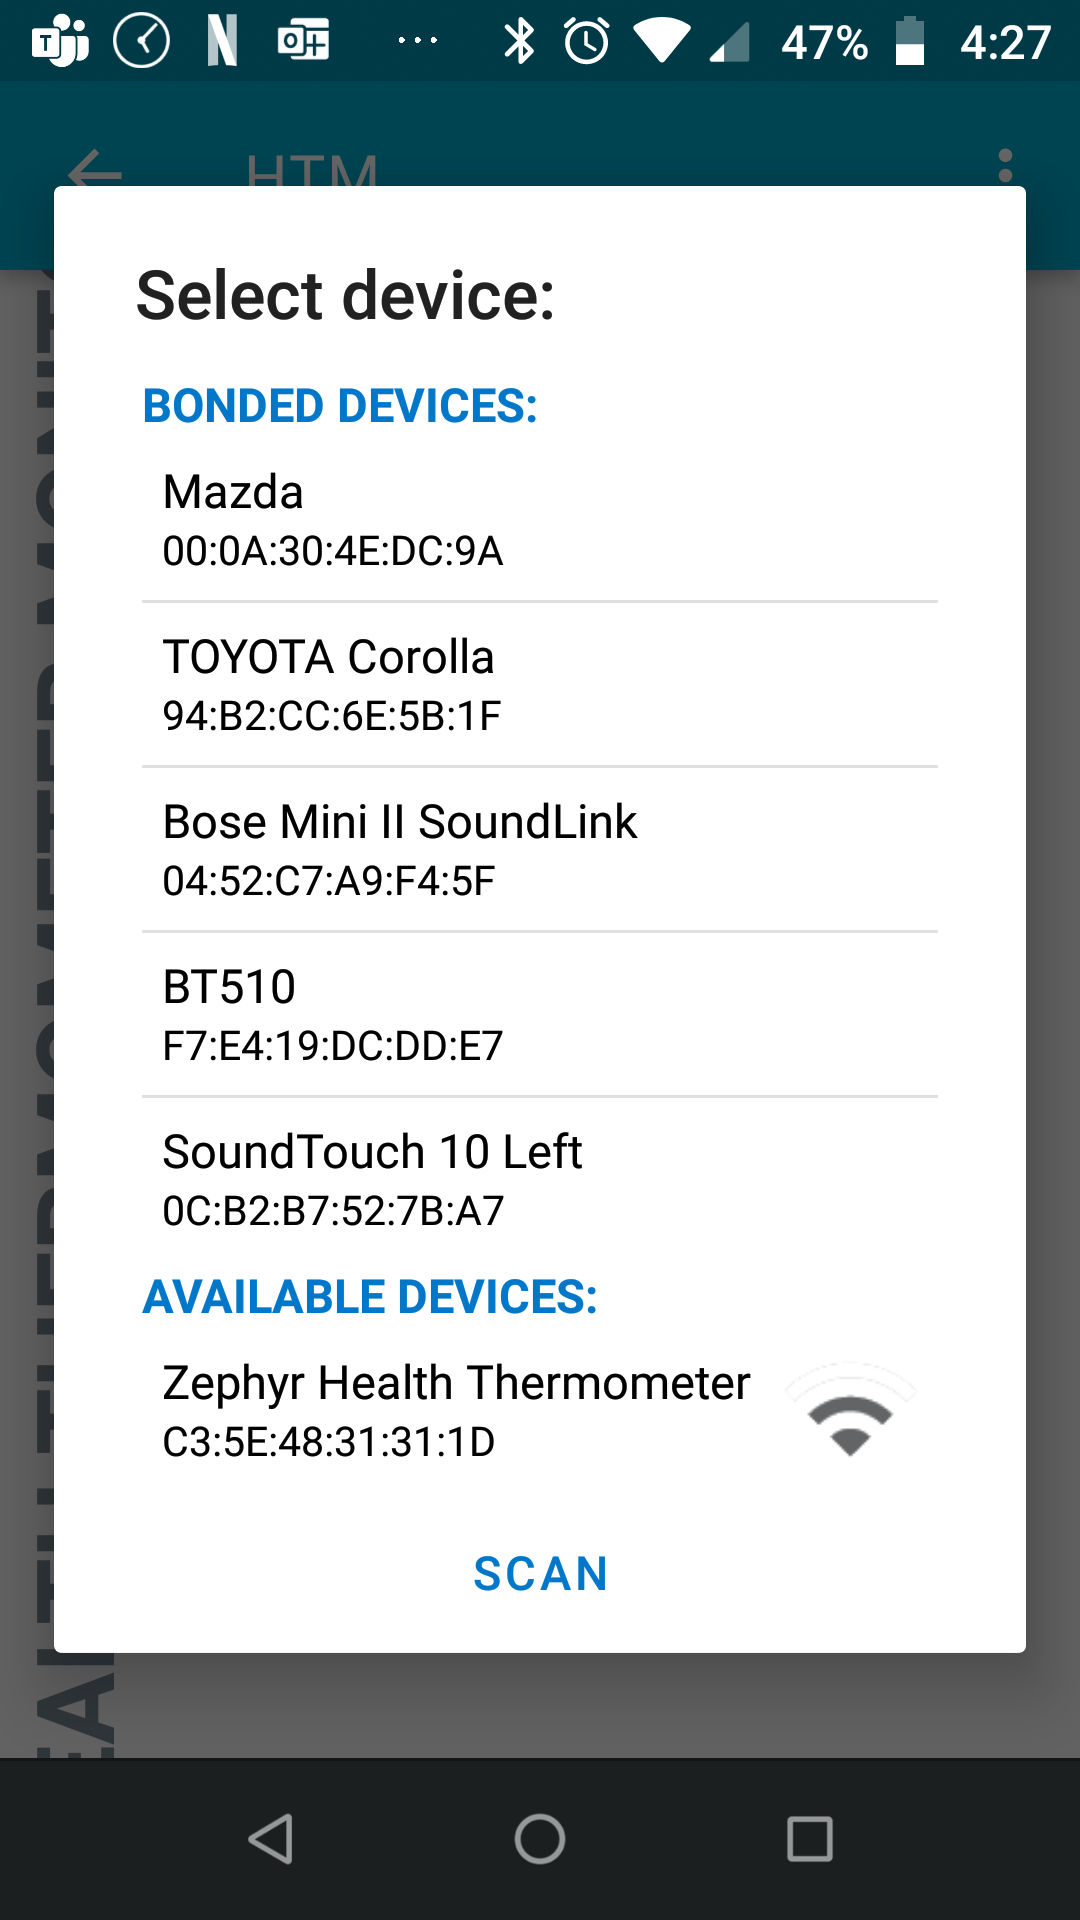 47% 4:27
HTM
Select device:
BONDED DEVICES:
Mazda
00:0A:30:4E:DC:9A
TOYOTA Corolla
94:B2:CC:6E:5B:1F
Bose Mini II SoundLink
04:52:C7:A9:F4:5F
BT510
F7:E4:19:DC:DD:E7
SoundTouch 10 Left
0C:B2:B7:52:7B:A7
AVAILABLE DEVICES:
Zephyr Health Thermometer
C3:5E:48:31:31:1D
SCAN